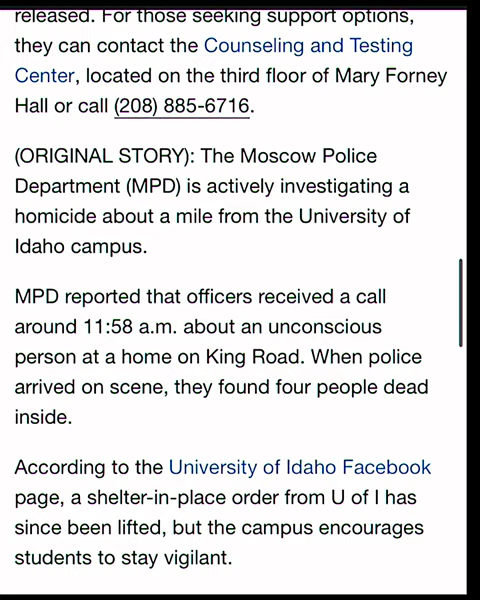 released. For those seeking support options,
they can contact the Counseling and Testing
Center, located on the third floor of Mary Forney
Hall or call (208) 885-6716.
(ORIGINAL STORY): The Moscow Police
Department (MPD) is actively investigating a
homicide about a mile from the University of
Idaho campus.
MPD reported that officers received a call
around 11:58 a.m. about an unconscious
person at a home on King Road. When police
arrived on scene, they found four people dead
inside.
According to the University of Idaho Facebook
page, a shelter-in-place order from U of I has
since been lifted, but the campus encourages
students to stay vigilant.